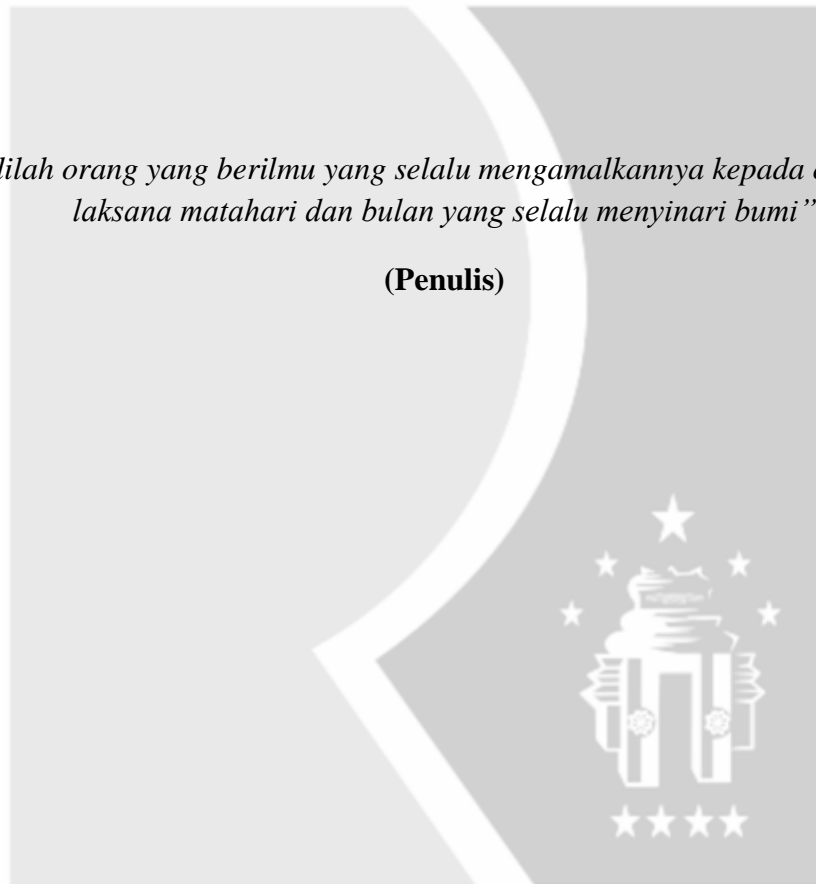 orang yang berilmu yang selalu mengamalkannya kepada
laksana matahari dan bulan yang selalu menyinari bumi”
(Penulis)